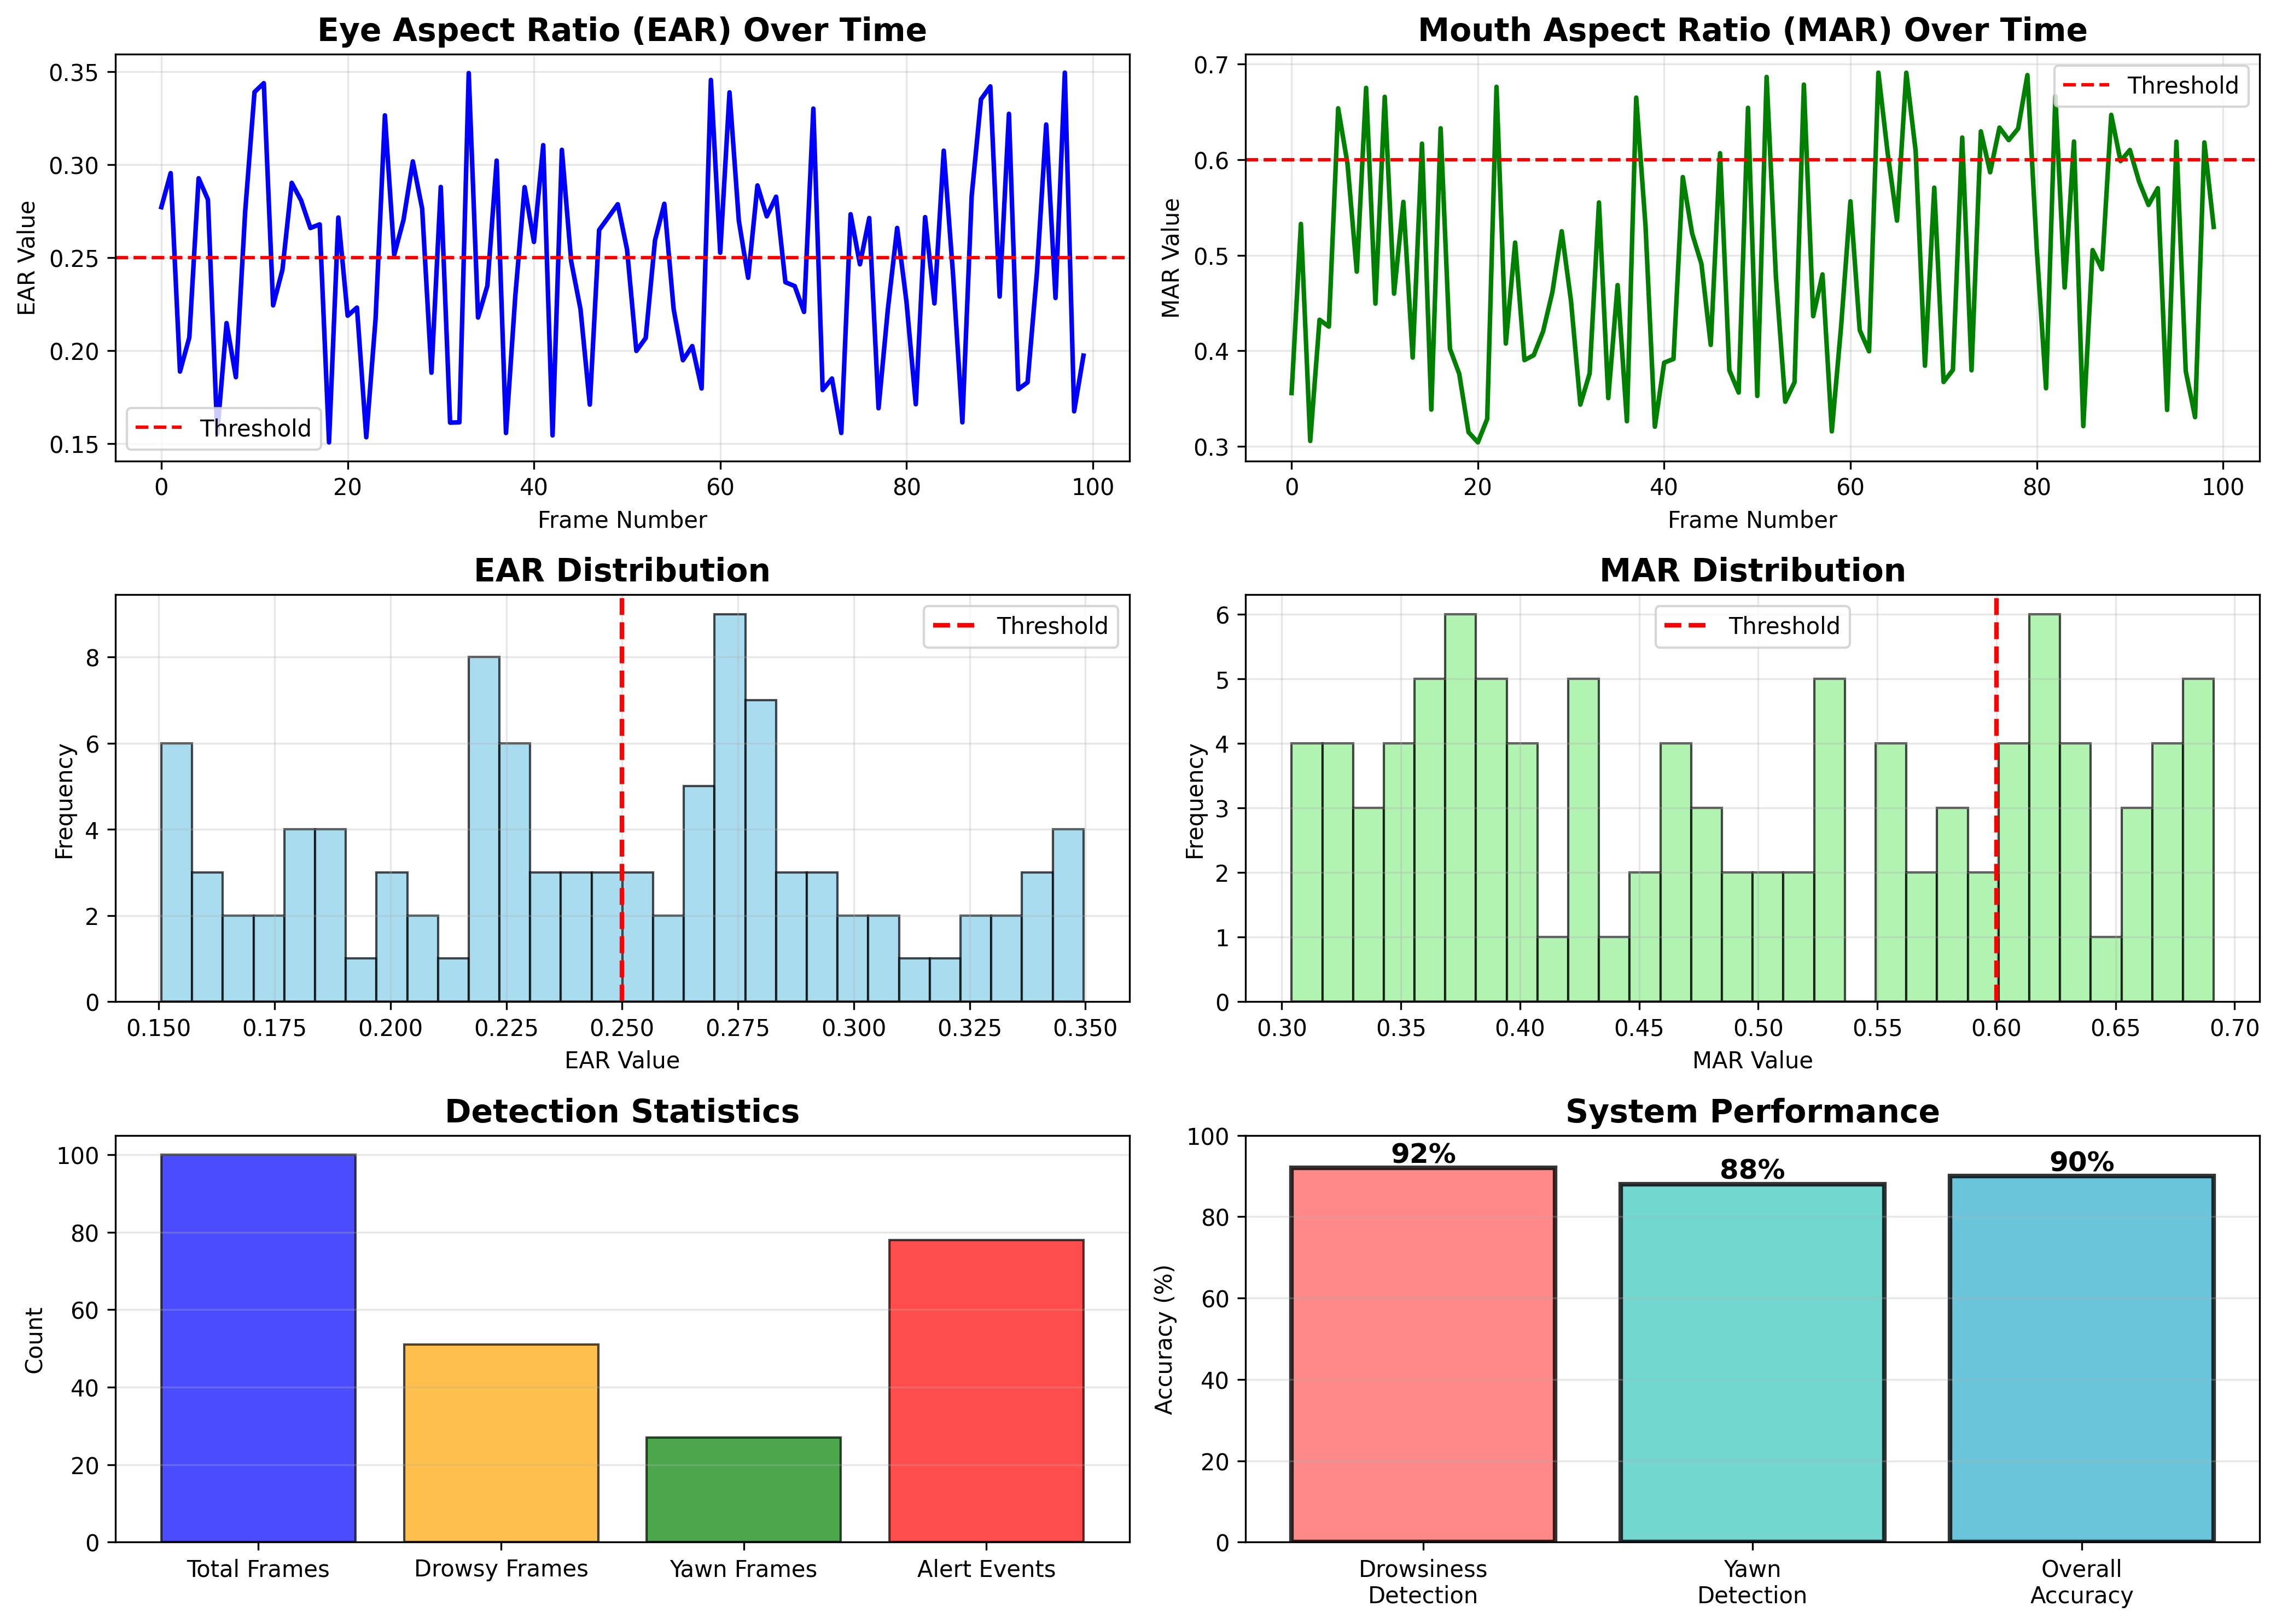 Eye Aspect Ratio (EAR) Over Time
EAR Value
0.35
0.30
0.25
0.20
0.15
Threshold
0 20 40 60 80 100
Frame Number
Mouth Aspect Ratio (MAR) Over Time
MAR Value
0.7
0.6
0.5
0.4
0.3
Threshold
0 20 40 60 80 100
Frame Number
EAR Distribution
Frequency
8
6
4
2
0
Threshold
0.150 0.175 0.200 0.225 0.250 0.275 0.300 0.325 0.350
EAR Value
MAR Distribution
Frequency
6
5
4
3
2
1
0
Threshold
0.30 0.35 0.40 0.45 0.50 0.55 0.60 0.65 0.70
MAR Value
Detection Statistics
Count
100
80
60
40
20
0
Total Frames Drowsy Frames Yawn Frames Alert Events
System Performance
Accuracy (%)
100
80
60
40
20
0
92% 88% 90%
Drowsiness Yawn Overall
Detection Detection Accuracy